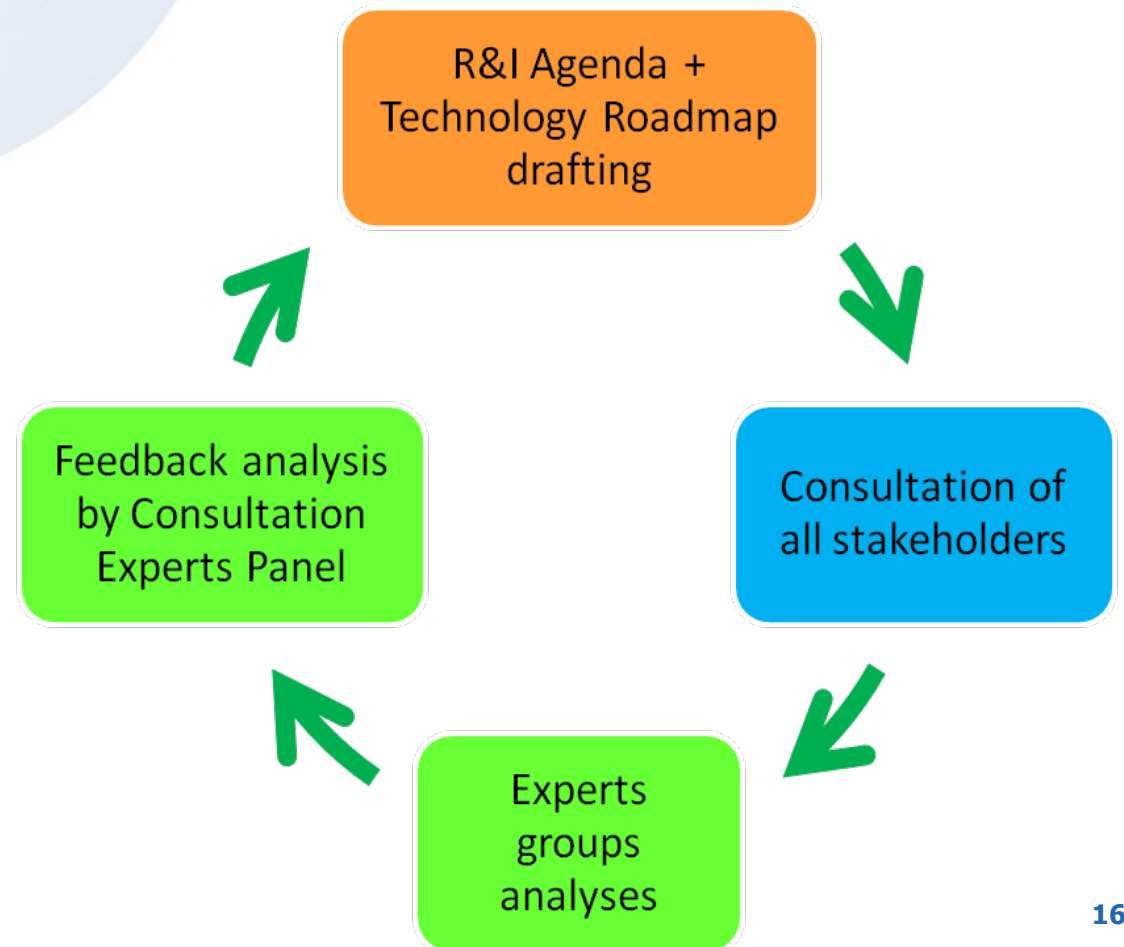 R&I Agenda +
Technology Roadmap
drafting
Consultation of
all stakeholders
Experts
groups
analyses
Feedback analysis
by Consultation
Experts Panel
16